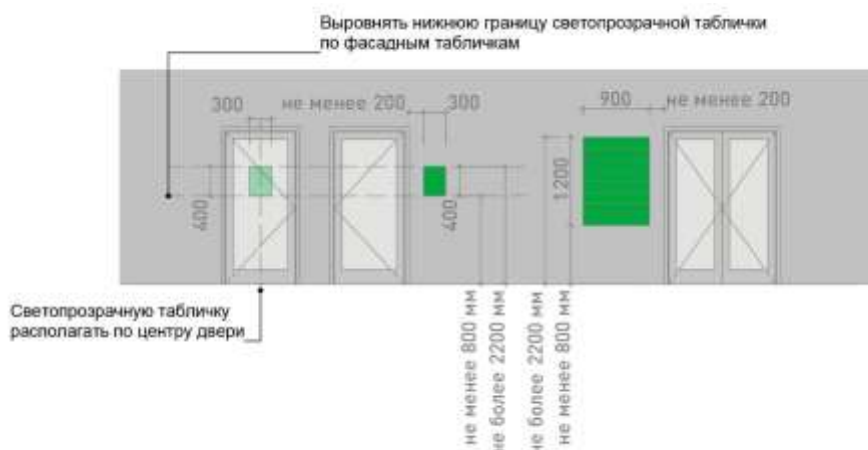 Выровнять нижнюю границу светопрозрачной таблички
по фасадным табличкам
300 не менее 200 300 900 не менее 200
400 400 1200
Светопрозрачную табличку
располагать по центру двери
не менее 800 мм
не более 2200 мм
не более 2200 мм
не менее 800 мм